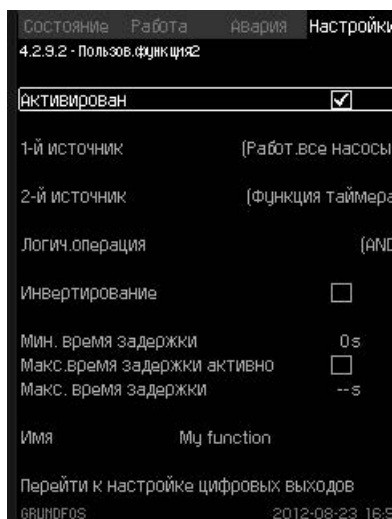 Состояние Работа Авария Настройки
4.2.9.2 - Пользов.функция2
Активирован
1-й источник (Работ.все насосы
2-й источник (Функция таймера
Логич.операция (AND
Инвертирование
Мин. время задержки 0s
Макс.время задержки активно
Макс. время задержки --s
Имя My function
Перейти к настройке цифровых выходов
GRUNDFOS 2012-08-23 16:5